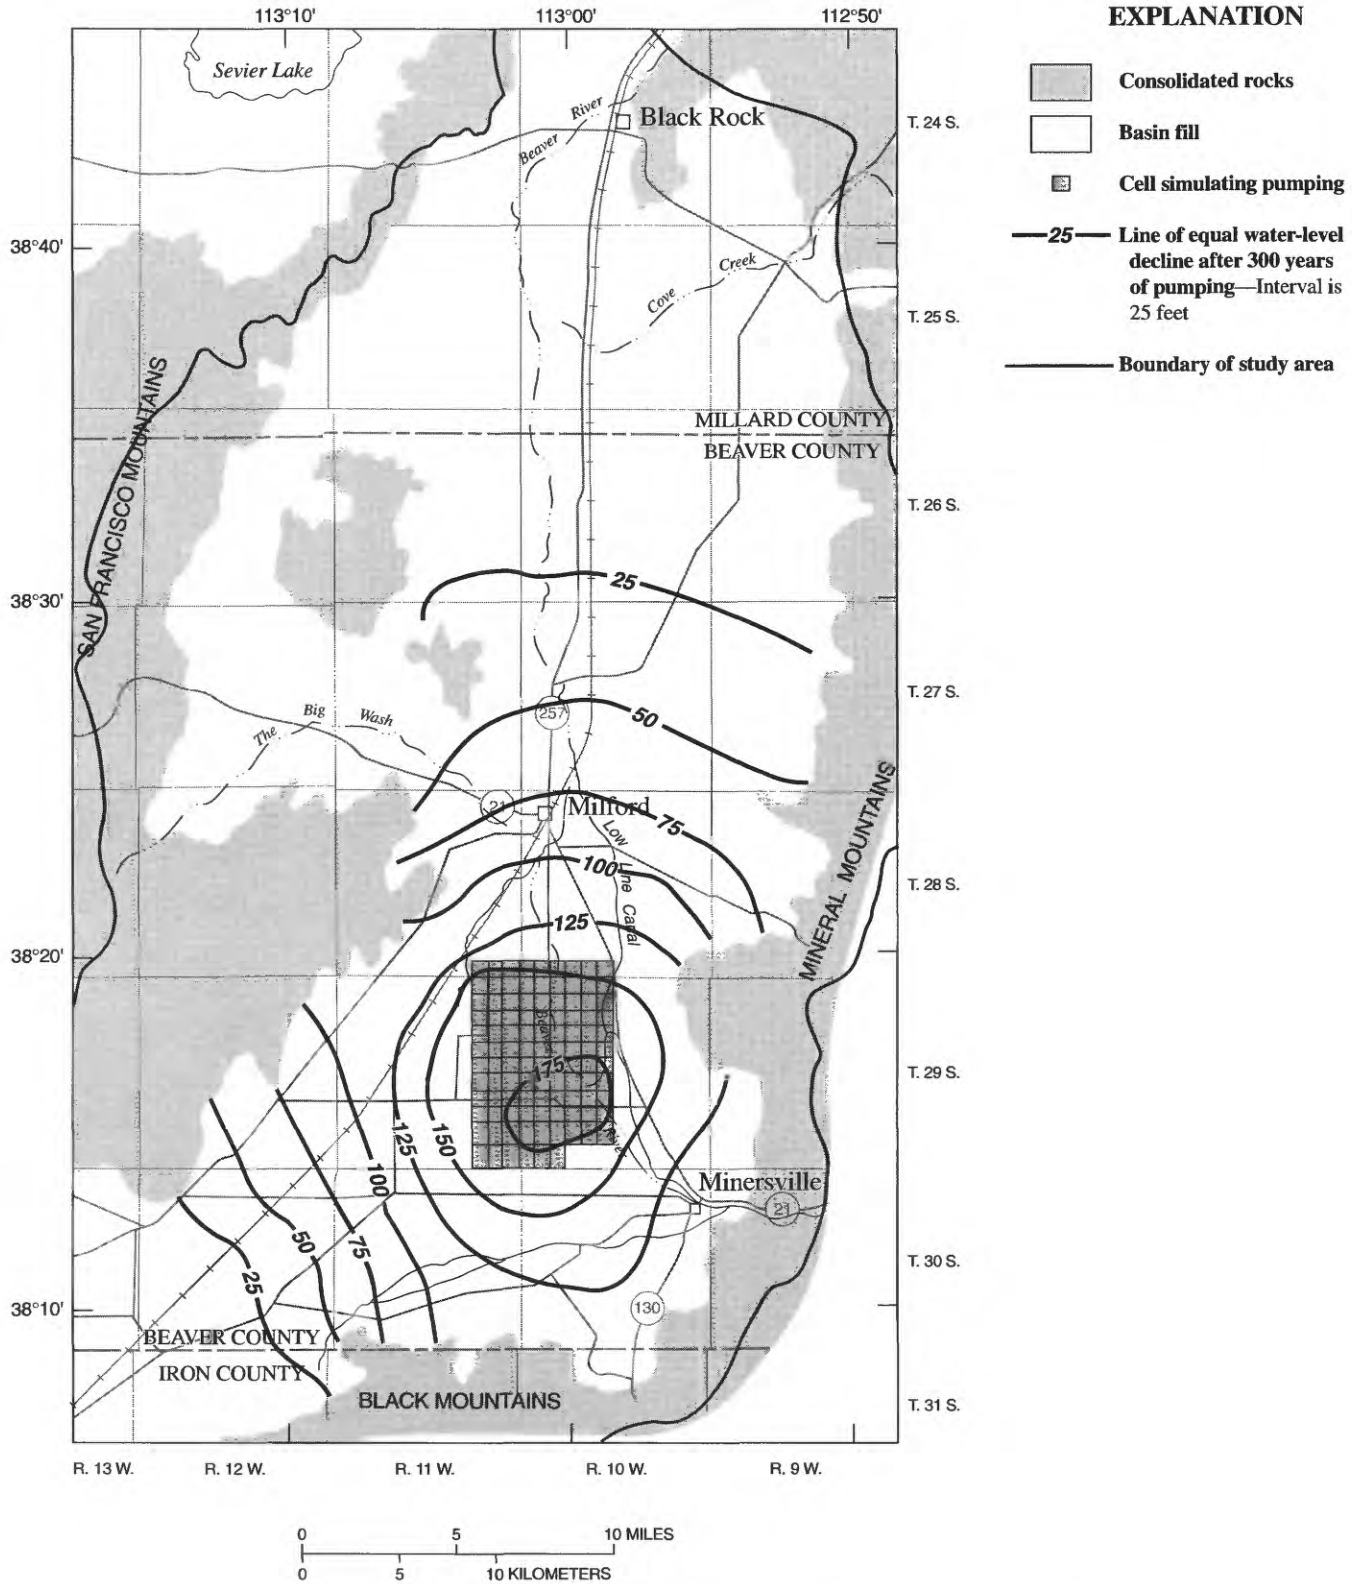 113°10'
113°00'
112°50'
EXPLANATION
Sevier Lake
Consolidated rocks
Beaver River
Black Rock
T. 24 S.
Basin fill
Cell simulating pumping
38°40'
25
Line of equal water-level
decline after 300 years
of pumping—Interval is
25 feet
Cove Creek
T. 25 S.
Boundary of study area
SAN FRANCISCO MOUNTAINS
MILLARD COUNTY
BEAVER COUNTY
T. 26 S.
25
38°30'
T. 27 S.
The Big Wash
257
50
21
Milford
75
Low Line Canal
MINERAL MOUNTAINS
100
T. 28 S.
125
38°20'
Beaver River
175
T. 29 S.
125
150
100
Minersville
21
50
75
25
T. 30 S.
38°10'
130
BEAVER COUNTY
IRON COUNTY
BLACK MOUNTAINS
T. 31 S.
R. 13 W.
R. 12 W.
R. 11 W.
R. 10 W.
R. 9 W.
0 5 10 MILES
0 5 10 KILOMETERS